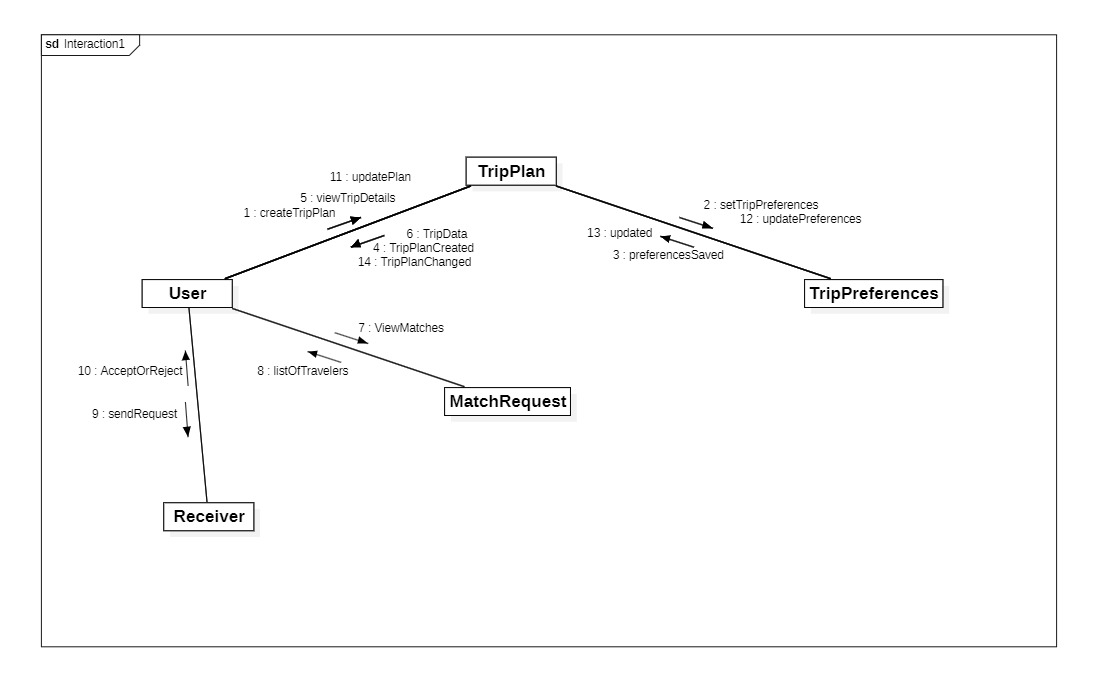 sd Interaction1
TripPlan
11 : updatePlan
5 : viewTripDetails
1 : createTripPlan
2 : setTripPreferences
12 : updatePreferences
6 : TripData
4 : TripPlanCreated
14 : TripPlanChanged
13 : updated
3 : preferencesSaved
User
TripPreferences
7 : ViewMatches
8 : listOfTravelers
10 : AcceptOrReject
MatchRequest
9 : sendRequest
Receiver